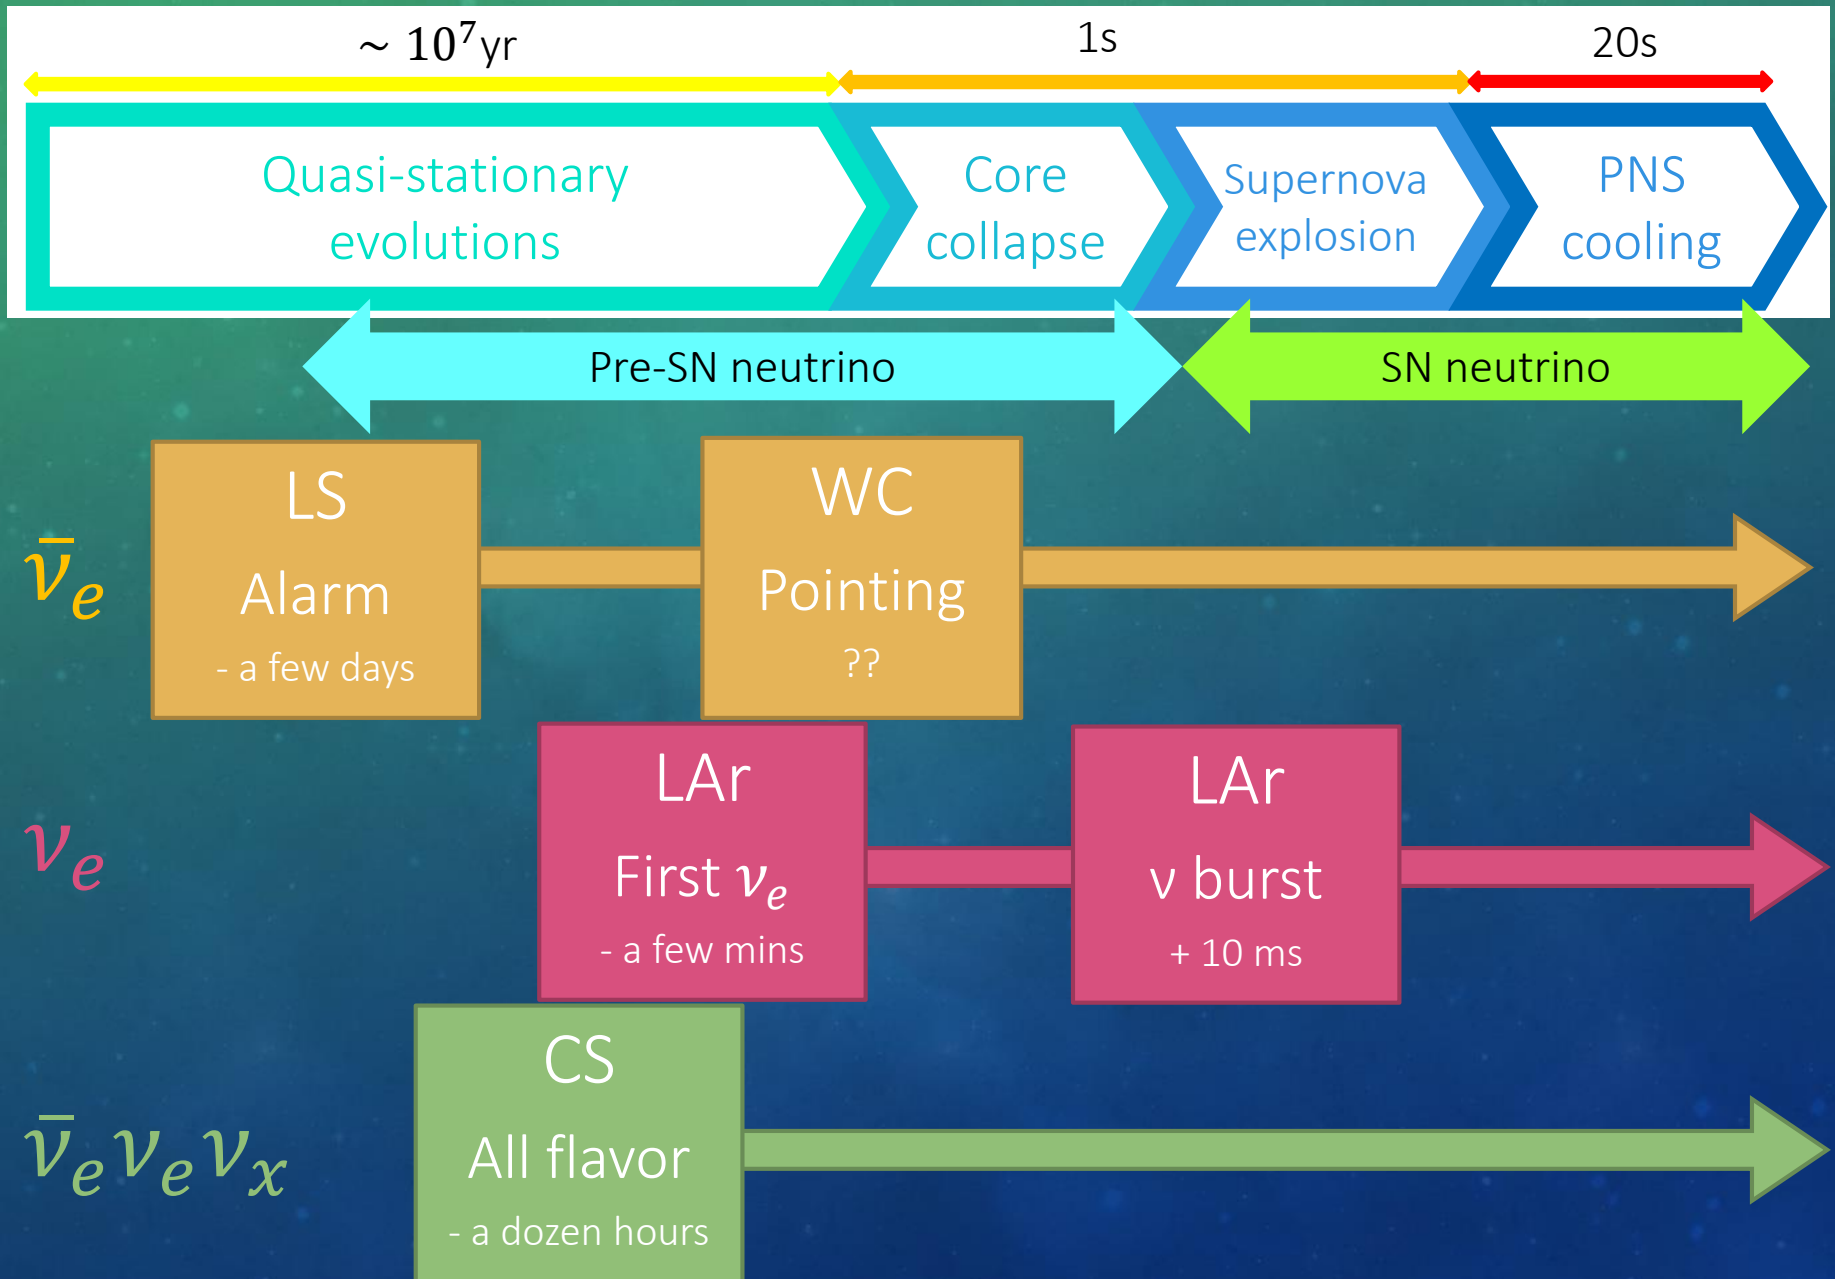 ~ 10⁷yr
1s
20s
Quasi-stationary
evolutions
Core
collapse
Supernova
explosion
PNS
cooling
Pre-SN neutrino
SN neutrino
ν̅ₑ
LS
Alarm
- a few days
WC
Pointing
??
νₑ
LAr
First νₑ
- a few mins
LAr
ν burst
+ 10 ms
ν̅ₑνₑνₓ
CS
All flavor
- a dozen hours